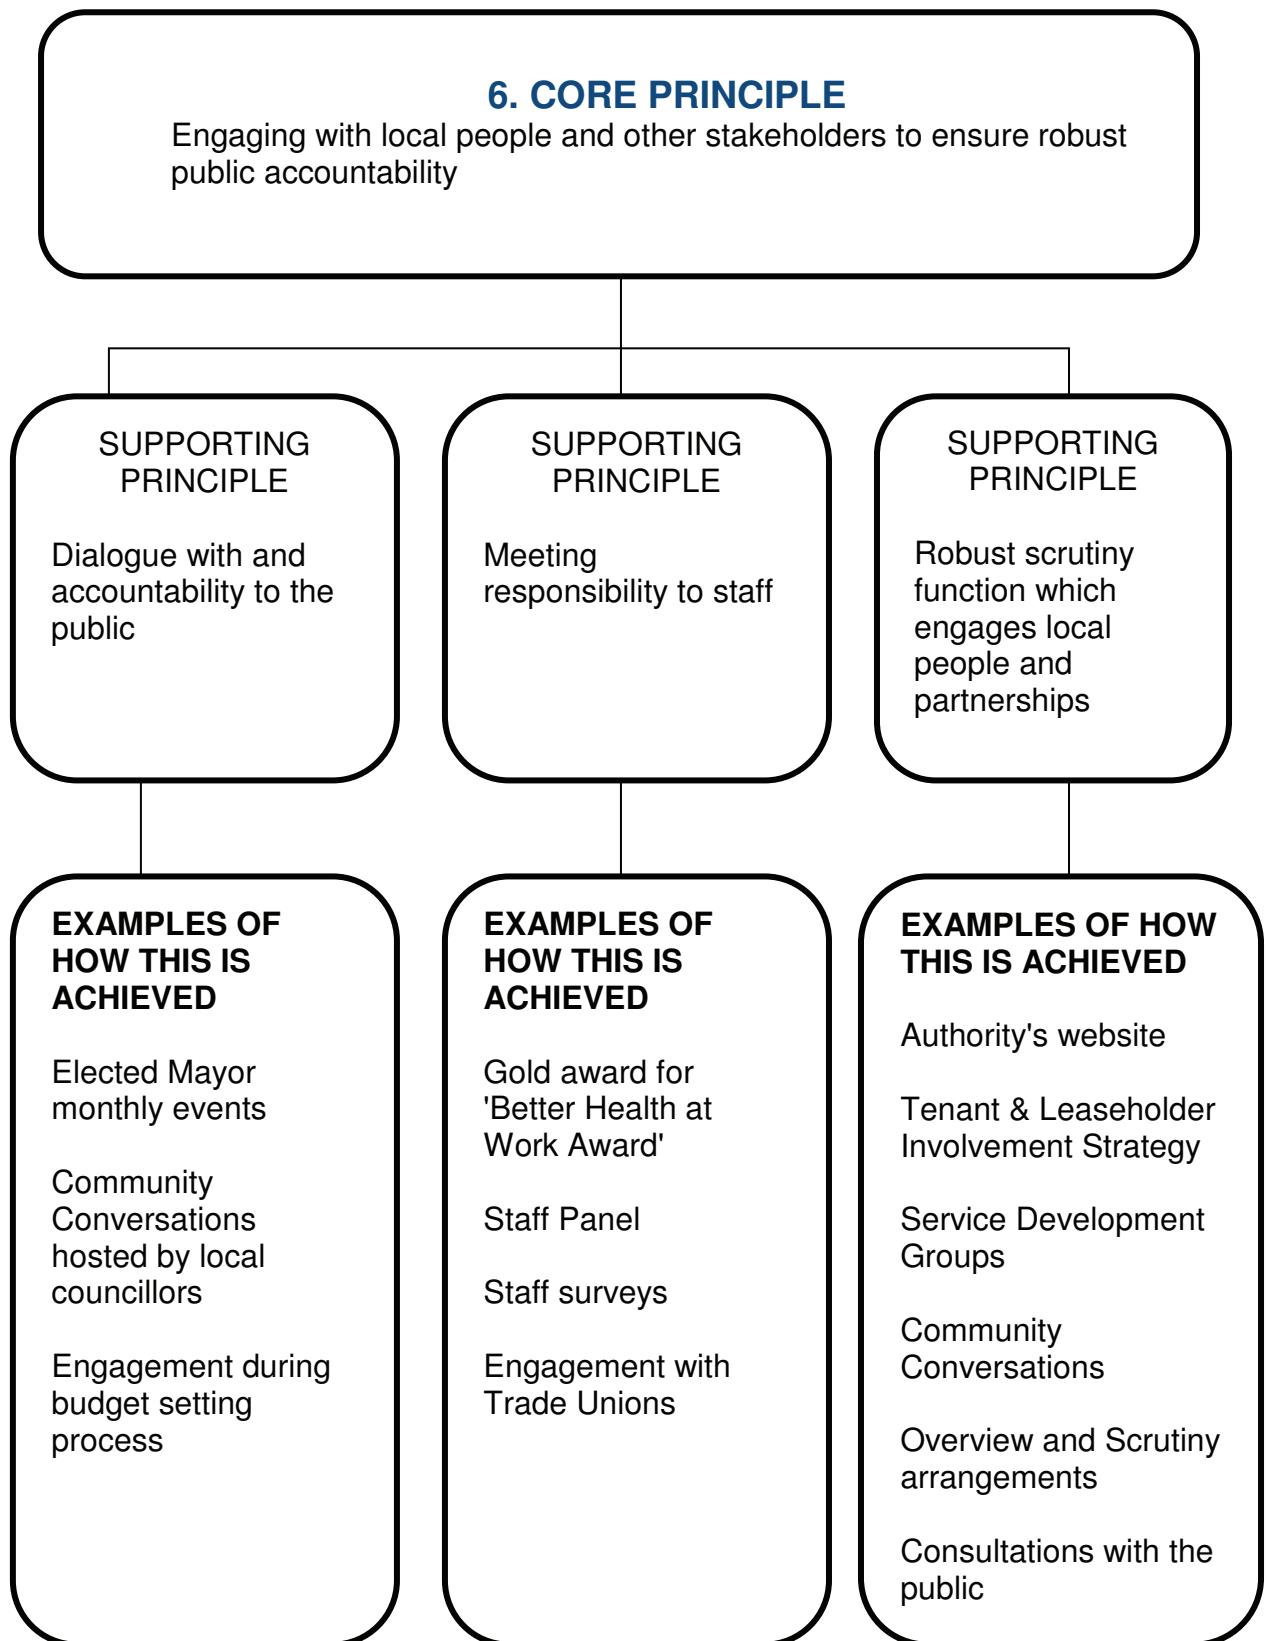 6. CORE PRINCIPLE
Engaging with local people and other stakeholders to ensure robust
public accountability
SUPPORTING
PRINCIPLE
Dialogue with and
accountability to the
public
SUPPORTING
PRINCIPLE
Meeting
responsibility to staff
SUPPORTING
PRINCIPLE
Robust scrutiny
function which
engages local
people and
partnerships
EXAMPLES OF
HOW THIS IS
ACHIEVED
Elected Mayor
monthly events
Community
Conversations
hosted by local
councillors
Engagement during
budget setting
process
EXAMPLES OF
HOW THIS IS
ACHIEVED
Gold award for
'Better Health at
Work Award'
Staff Panel
Staff surveys
Engagement with
Trade Unions
EXAMPLES OF HOW
THIS IS ACHIEVED
Authority's website
Tenant & Leaseholder
Involvement Strategy
Service Development
Groups
Community
Conversations
Overview and Scrutiny
arrangements
Consultations with the
public